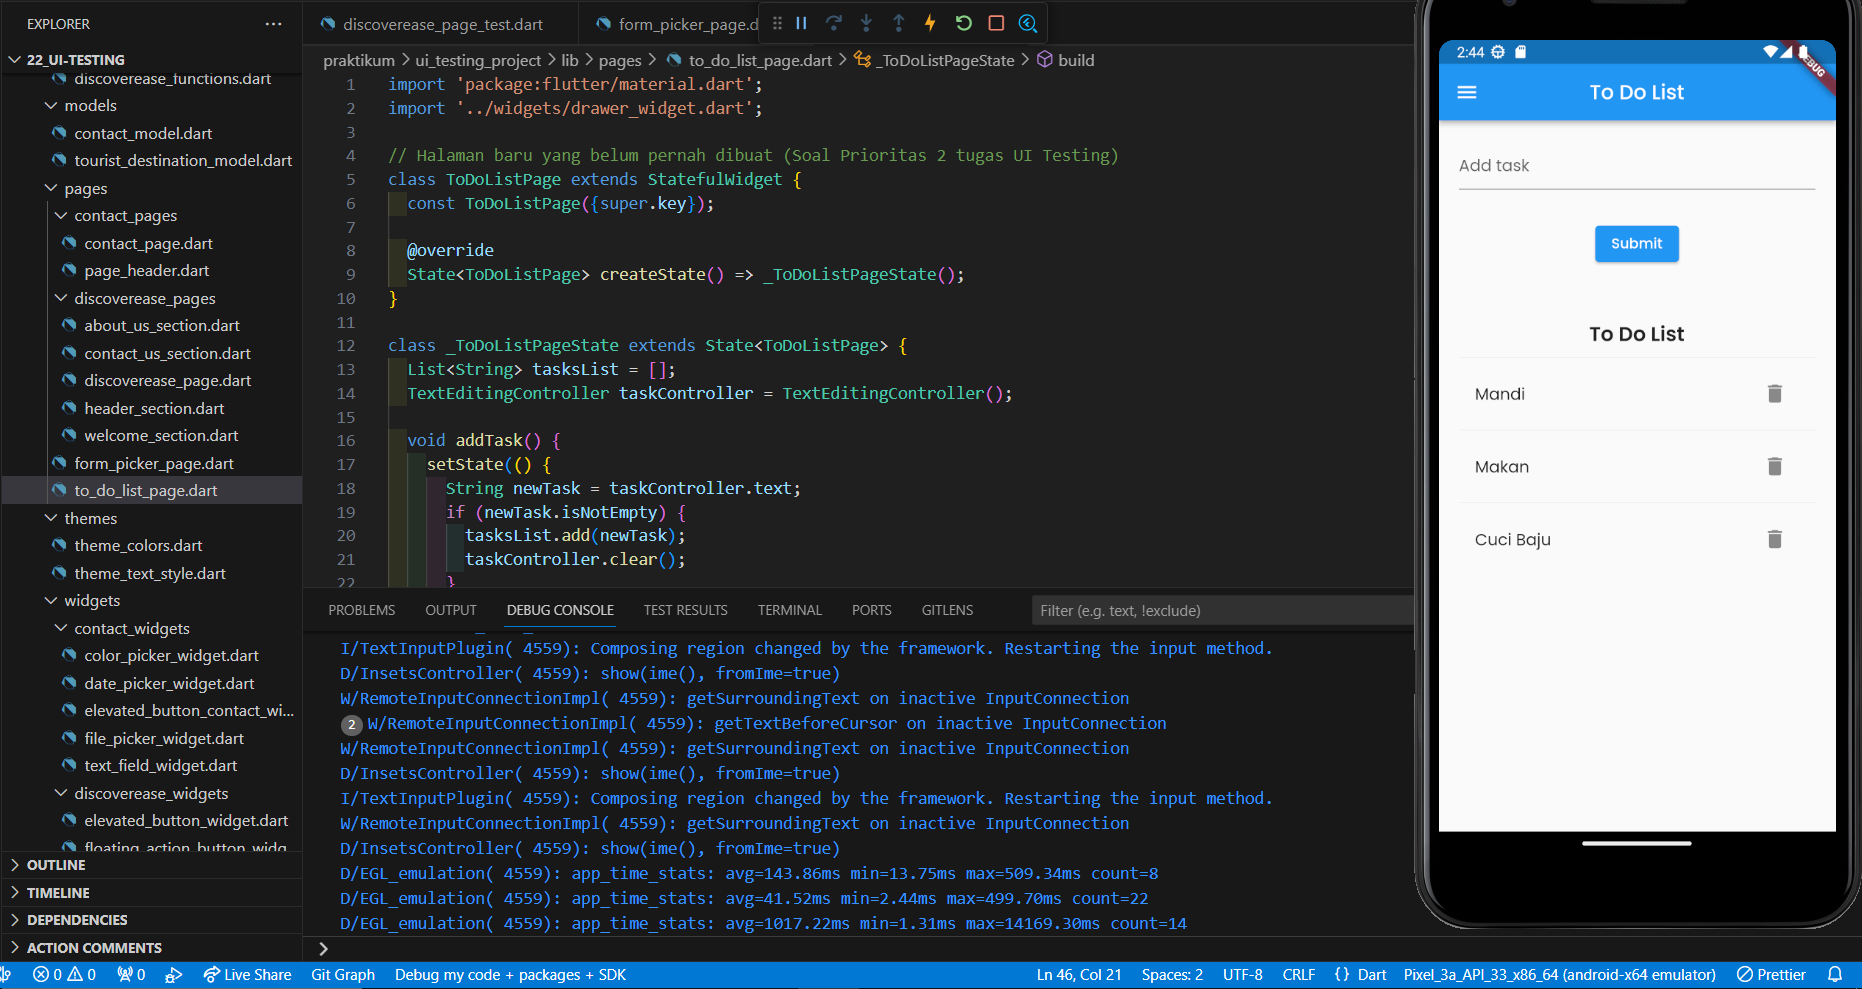 EXPLORER
22_UI-TESTING
discoverease_functions.dart
models
contact_model.dart
tourist_destination_model.dart
pages
contact_pages
contact_page.dart
page_header.dart
discoverease_pages
about_us_section.dart
contact_us_section.dart
discoverease_page.dart
header_section.dart
welcome_section.dart
form_picker_page.dart
to_do_list_page.dart
themes
theme_colors.dart
theme_text_style.dart
widgets
contact_widgets
color_picker_widget.dart
date_picker_widget.dart
elevated_button_contact_wi...
file_picker_widget.dart
text_field_widget.dart
discoverease_widgets
elevated_button_widget.dart
floating_action_button_widg
OUTLINE
TIMELINE
DEPENDENCIES
ACTION COMMENTS
discoverease_page_test.dart
form_picker_page.d
praktikum > ui_testing_project > lib > pages > to_do_list_page.dart > _ToDoListPageState > build
1 import 'package:flutter/material.dart';
2 import '../widgets/drawer_widget.dart';
3
4 // Halaman baru yang belum pernah dibuat (Soal Prioritas 2 tugas UI Testing)
5 class ToDoListPage extends StatefulWidget {
6 const ToDoListPage({super.key});
7
8 @override
9 State<ToDoListPage> createState() => _ToDoListPageState();
10 }
11
12 class _ToDoListPageState extends State<ToDoListPage> {
13 List<String> tasksList = [];
14 TextEditingController taskController = TextEditingController();
15
16 void addTask() {
17 setState(() {
18 String newTask = taskController.text;
19 if (newTask.isNotEmpty) {
20 tasksList.add(newTask);
21 taskController.clear();
22 }
PROBLEMS OUTPUT DEBUG CONSOLE TEST RESULTS TERMINAL PORTS GITLENS Filter (e.g. text, !exclude)
I/TextInputPlugin( 4559): Composing region changed by the framework. Restarting the input method.
D/InsetsController( 4559): show(ime(), fromIme=true)
W/RemoteInputConnectionImpl( 4559): getSurroundingText on inactive InputConnection
2 W/RemoteInputConnectionImpl( 4559): getTextBeforeCursor on inactive InputConnection
W/RemoteInputConnectionImpl( 4559): getSurroundingText on inactive InputConnection
D/InsetsController( 4559): show(ime(), fromIme=true)
I/TextInputPlugin( 4559): Composing region changed by the framework. Restarting the input method.
W/RemoteInputConnectionImpl( 4559): getSurroundingText on inactive InputConnection
D/InsetsController( 4559): show(ime(), fromIme=true)
D/EGL_emulation( 4559): app_time_stats: avg=143.86ms min=13.75ms max=509.34ms count=8
D/EGL_emulation( 4559): app_time_stats: avg=41.52ms min=2.44ms max=499.70ms count=22
D/EGL_emulation( 4559): app_time_stats: avg=1017.22ms min=1.31ms max=14169.30ms count=14
>
2:44
To Do List
Add task
Submit
To Do List
Mandi
Makan
Cuci Baju
0 0 0 Live Share Git Graph Debug my code + packages + SDK Ln 46, Col 21 Spaces: 2 UTF-8 CRLF {} Dart Pixel_3a_API_33_x86_64 (android-x64 emulator) Prettier